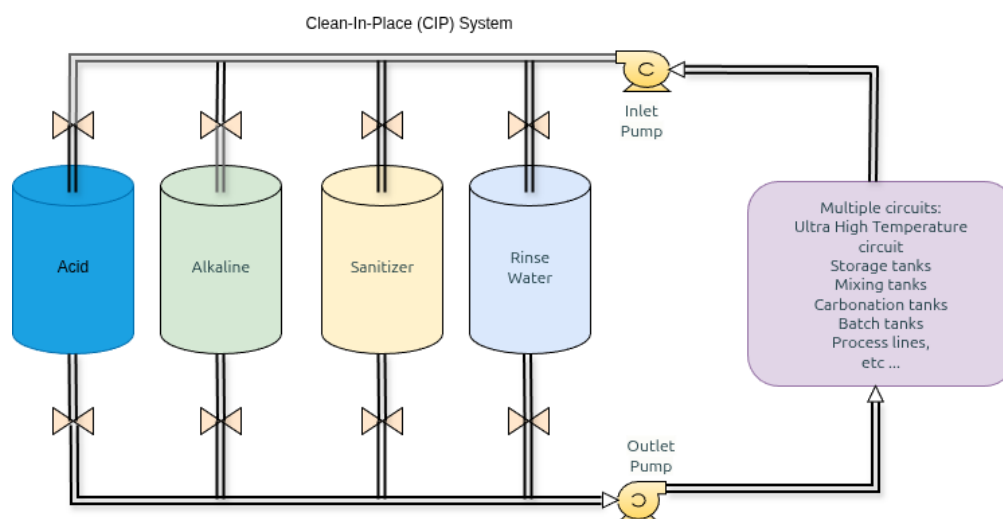 Clean-In-Place (CIP) System
Inlet
Pump
Acid
Alkaline
Sanitizer
Rinse
Water
Multiple circuits:
Ultra High Temperature
circuit
Storage tanks
Mixing tanks
Carbonation tanks
Batch tanks
Process lines,
etc ...
Outlet
Pump